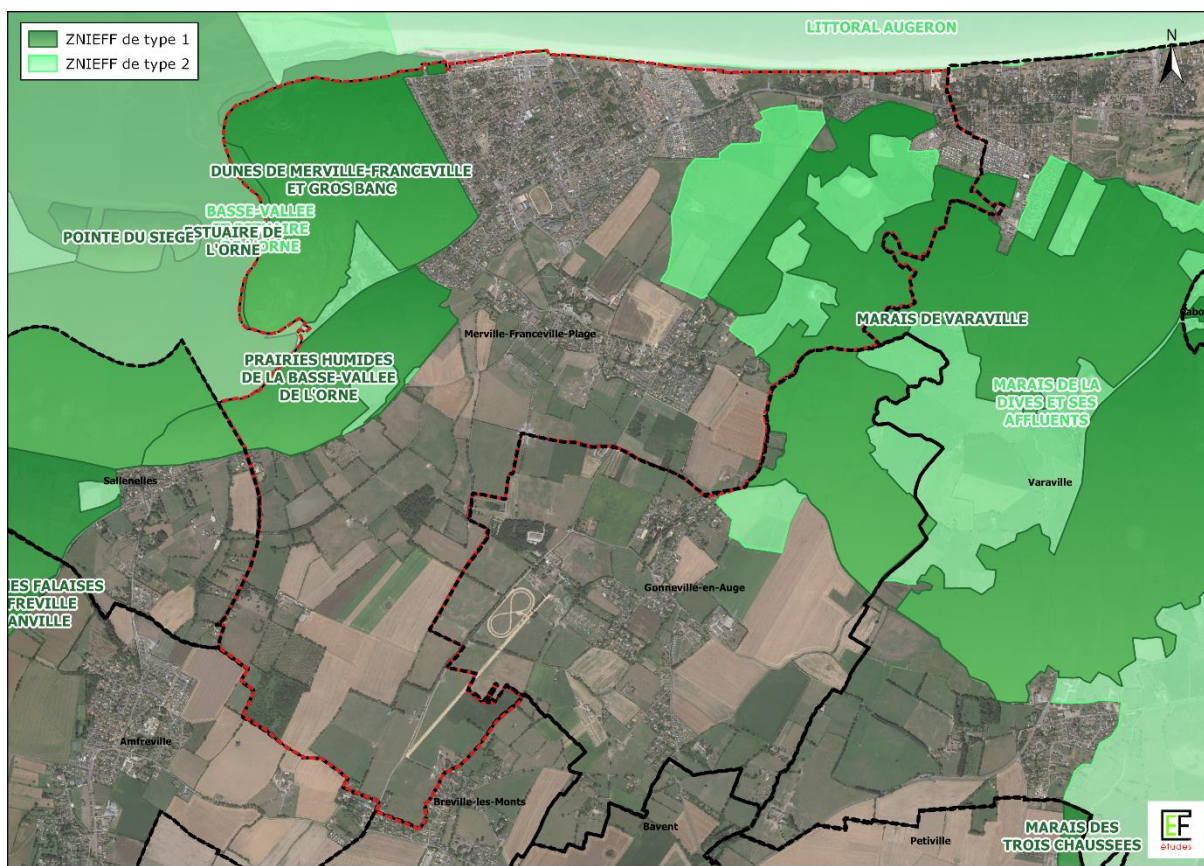 ZNIEFF de type 1
ZNIEFF de type 2
LITTORAL AUGERON
N
DUNES DE MERVILLE-FRANCEVILLE
ET GROS BANC
BASSE-VALLEE
POINTE DU SIEGE
ESTUAIRE DE
L'ORNE
Merville-Franceville-Plage
MARAIS DE VARAVILLE
PRAIRIES HUMIDES
DE LA BASSE-VALLEE
DE L'ORNE
MARAIS DE LA
DIVES ET SES
AFFLUENTS
Sallenelles
Varaville
Gonneville-en-Auge
FALAISES
Amfreville
Breville-les-Monts
Bavent
Petiville
MARAIS DES
TROIS CHAUSSEES
EF
études